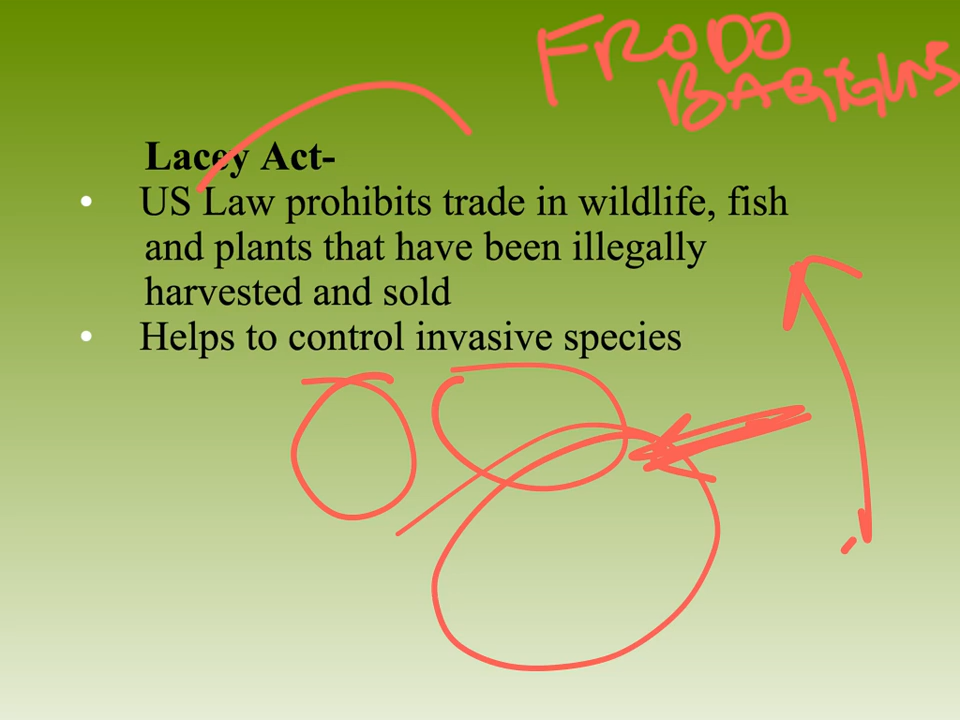 FRODO
BAGIGINS
Lacey Act-
• US Law prohibits trade in wildlife, fish
and plants that have been illegally
harvested and sold
• Helps to control invasive species